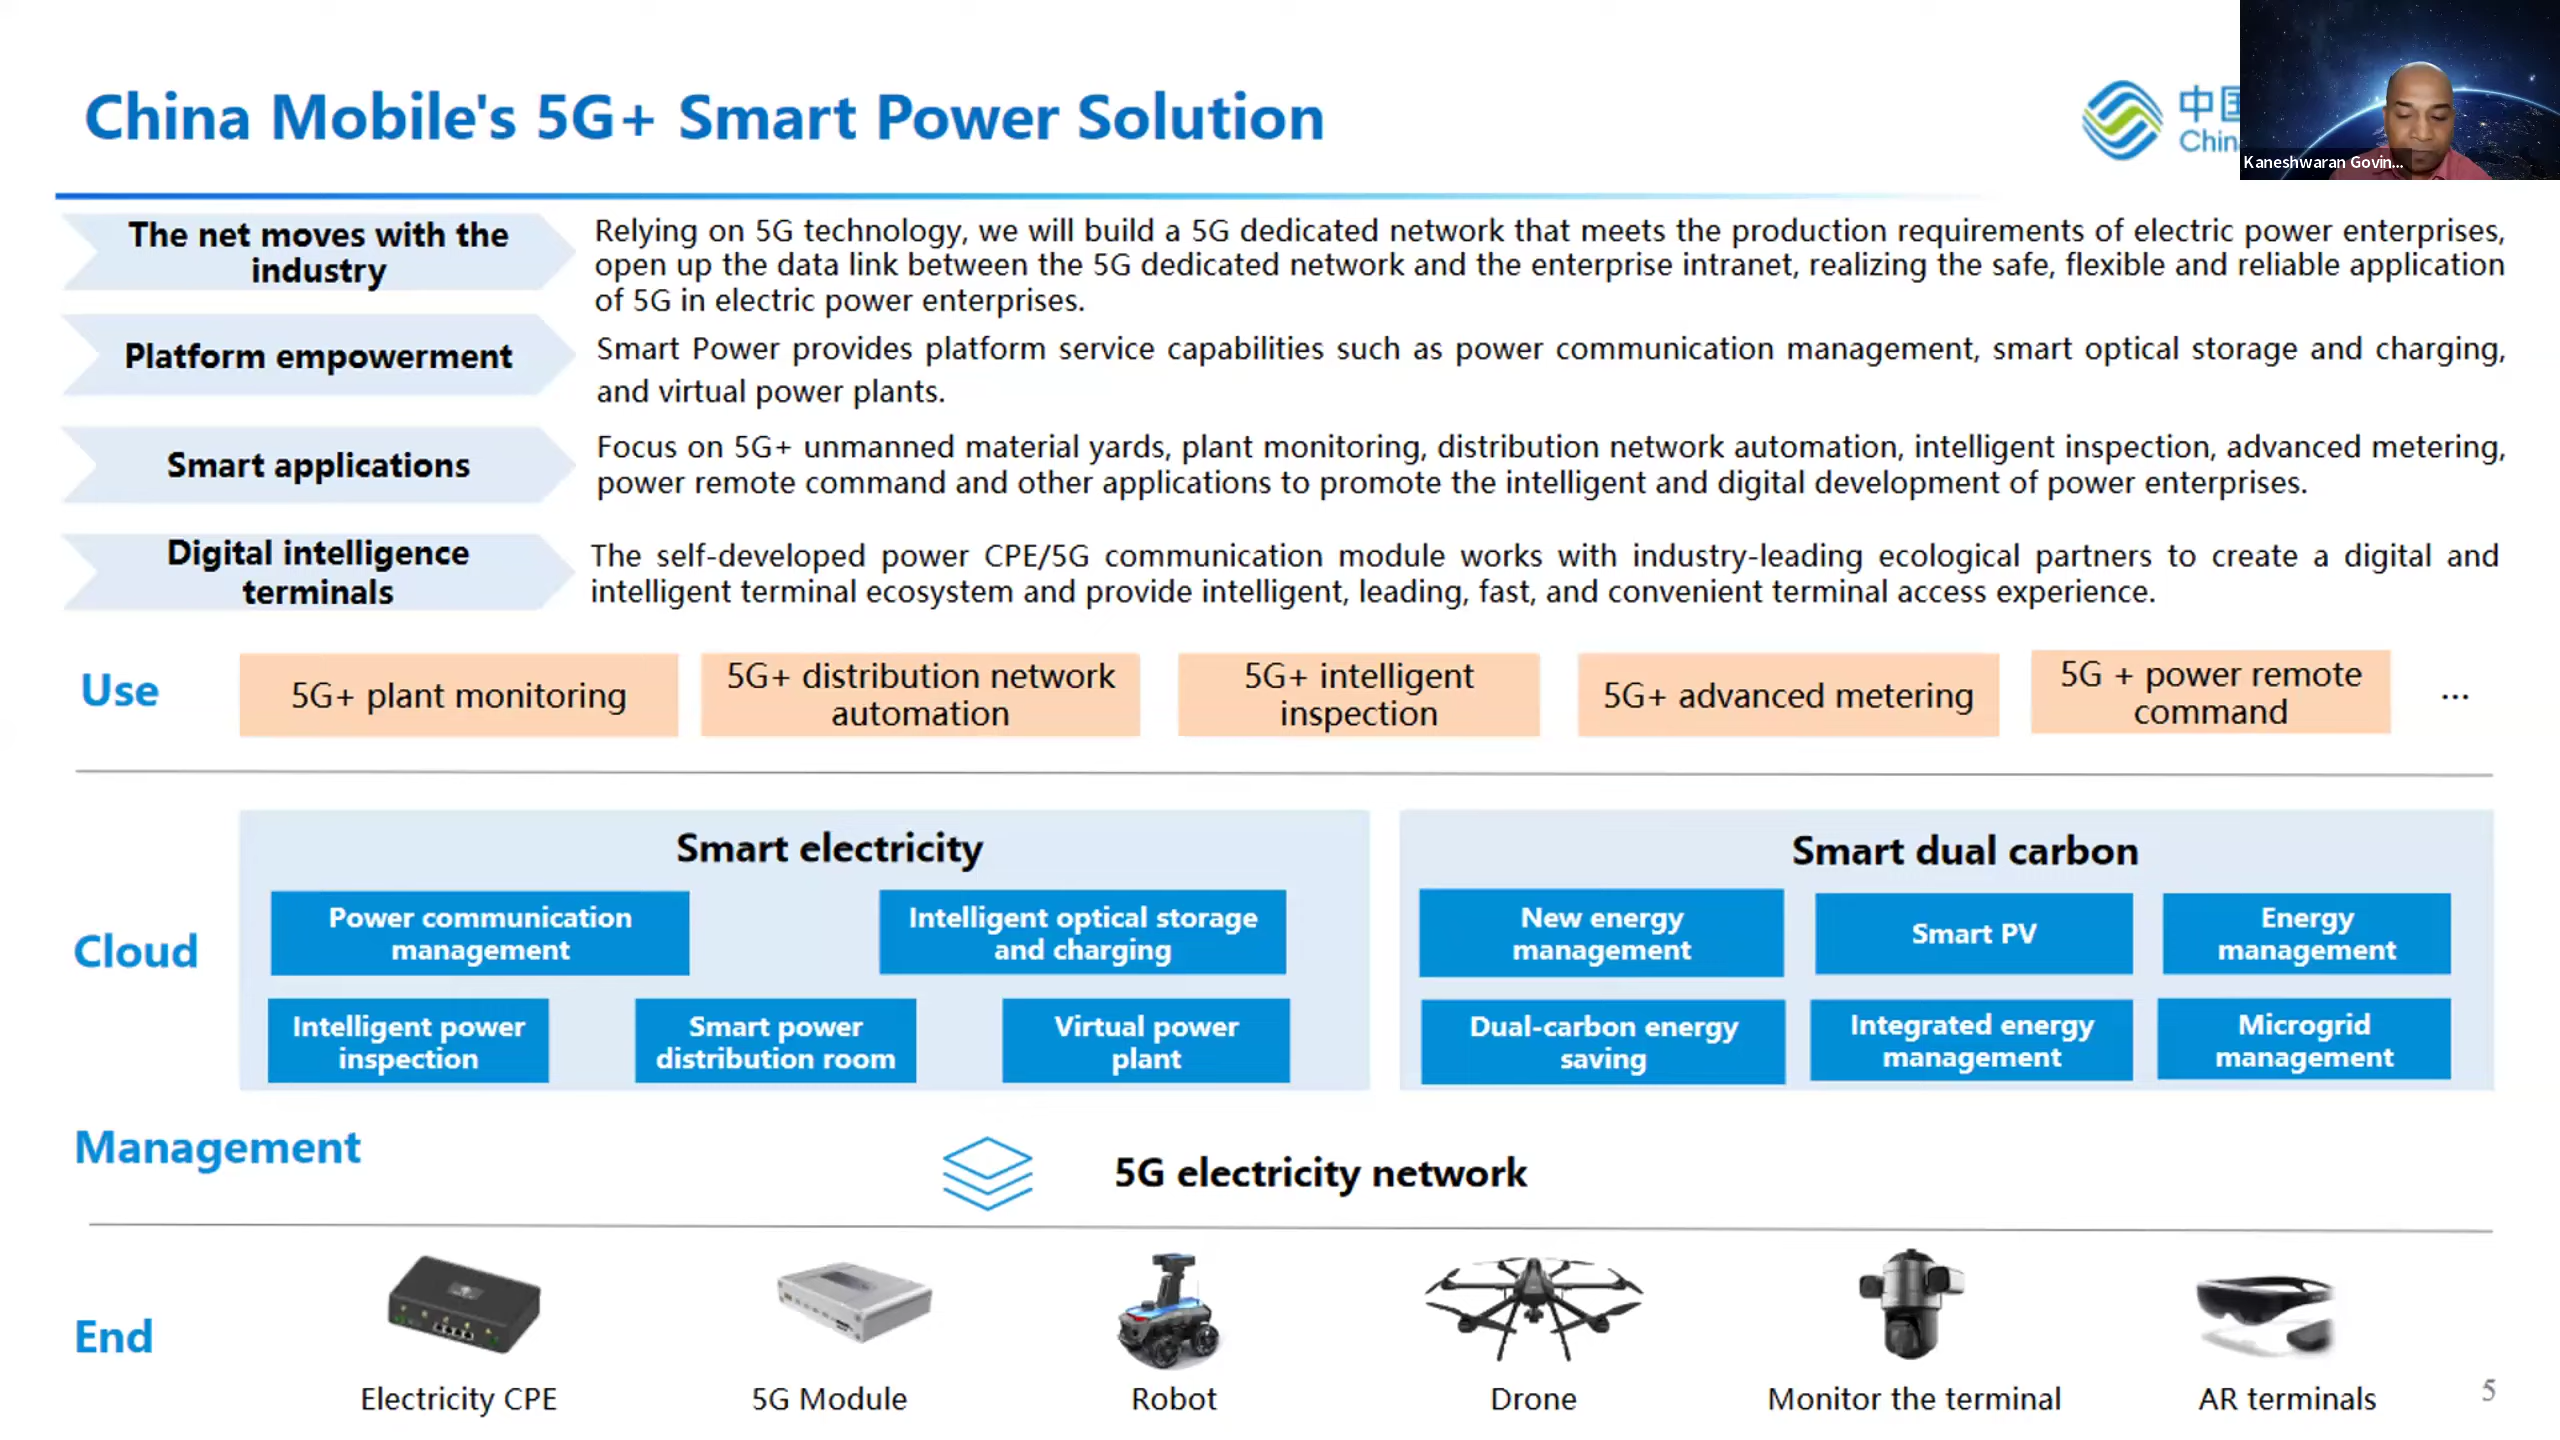 China Mobile's 5G+ Smart Power Solution
中国
Kaneshwaran Govin...
The net moves with the
industry
Relying on 5G technology, we will build a 5G dedicated network that meets the production requirements of electric power enterprises,
open up the data link between the 5G dedicated network and the enterprise intranet, realizing the safe, flexible and reliable application
of 5G in electric power enterprises.
Platform empowerment
Smart Power provides platform service capabilities such as power communication management, smart optical storage and charging,
and virtual power plants.
Smart applications
Focus on 5G+ unmanned material yards, plant monitoring, distribution network automation, intelligent inspection, advanced metering,
power remote command and other applications to promote the intelligent and digital development of power enterprises.
Digital intelligence
terminals
The self-developed power CPE/5G communication module works with industry-leading ecological partners to create a digital and
intelligent terminal ecosystem and provide intelligent, leading, fast, and convenient terminal access experience.
Use
5G+ plant monitoring
5G+ distribution network
automation
5G+ intelligent
inspection
5G+ advanced metering
5G + power remote
command
...
Cloud
Smart electricity
Power communication
management
Intelligent optical storage
and charging
Intelligent power
inspection
Smart power
distribution room
Virtual power
plant
Smart dual carbon
New energy
management
Smart PV
Energy
management
Dual-carbon energy
saving
Integrated energy
management
Microgrid
management
Management
5G electricity network
End
Electricity CPE
5G Module
Robot
Drone
Monitor the terminal
AR terminals
5